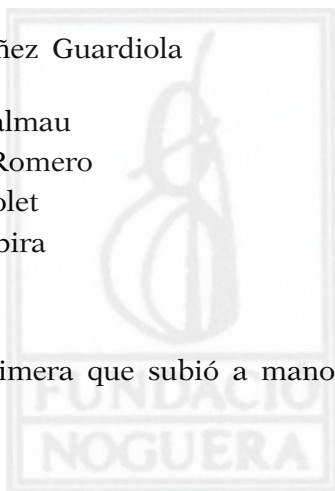 ñez Guardiola
almau
Romero
olet
bira
imera que subió a mano
FUNDACIÓ
NOGUERA